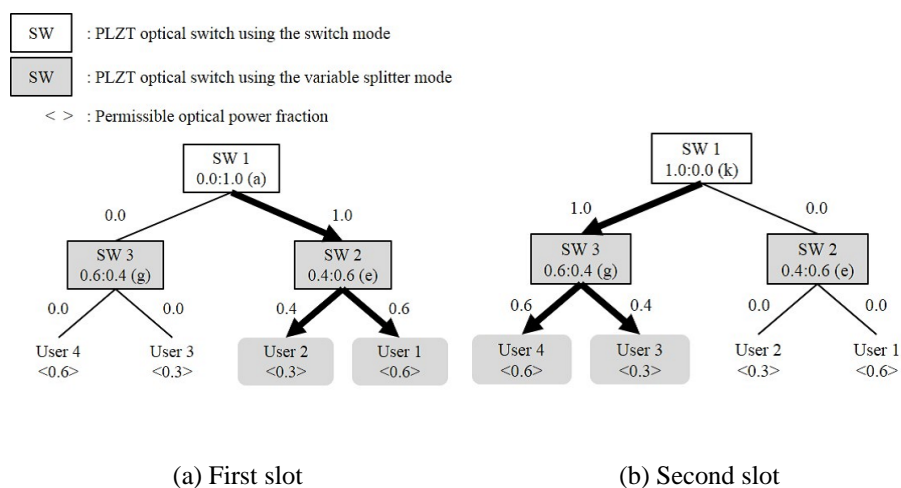 SW : PLZT optical switch using the switch mode
SW : PLZT optical switch using the variable splitter mode
< > : Permissible optical power fraction
SW 1
0.0:1.0 (a)
0.0 1.0
SW 3 SW 2
0.6:0.4 (g) 0.4:0.6 (e)
0.0 0.0 0.4 0.6
User 4 User 3 User 2 User 1
<0.6> <0.3> <0.3> <0.6>
(a) First slot
SW 1
1.0:0.0 (k)
1.0 0.0
SW 3 SW 2
0.6:0.4 (g) 0.4:0.6 (e)
0.6 0.4 0.0 0.0
User 4 User 3 User 2 User 1
<0.6> <0.3> <0.3> <0.6>
(b) Second slot